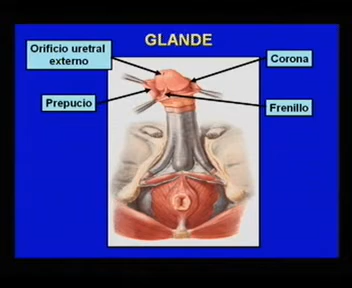 GLANDE
Orificio uretral
externo
Corona
Prepucio
Frenillo